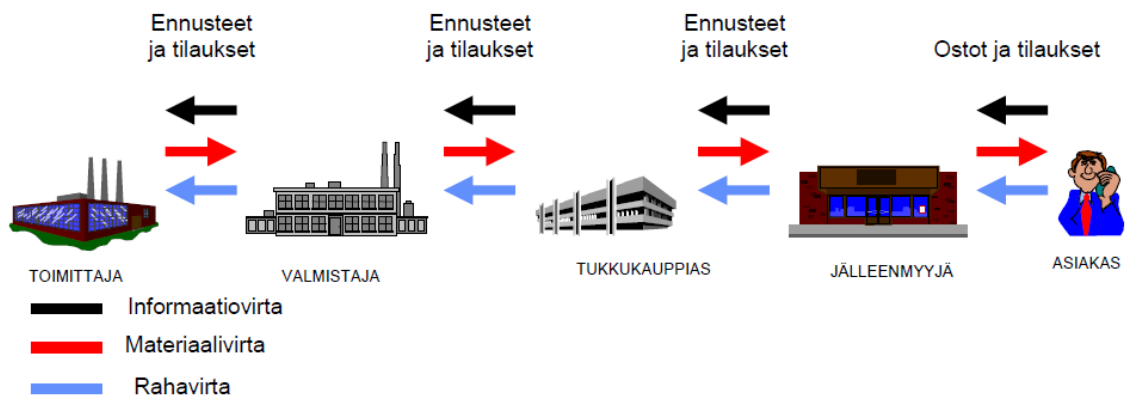 Ennusteet
ja tilaukset
Ennusteet
ja tilaukset
Ennusteet
ja tilaukset
Ostot ja tilaukset
TOIMITTAJA
VALMISTAJA
TUKKUKAUPPIAS
JÄLLEENMYYJÄ
ASIAKAS
Informaatiovirta
Materiaalivirta
Rahavirta